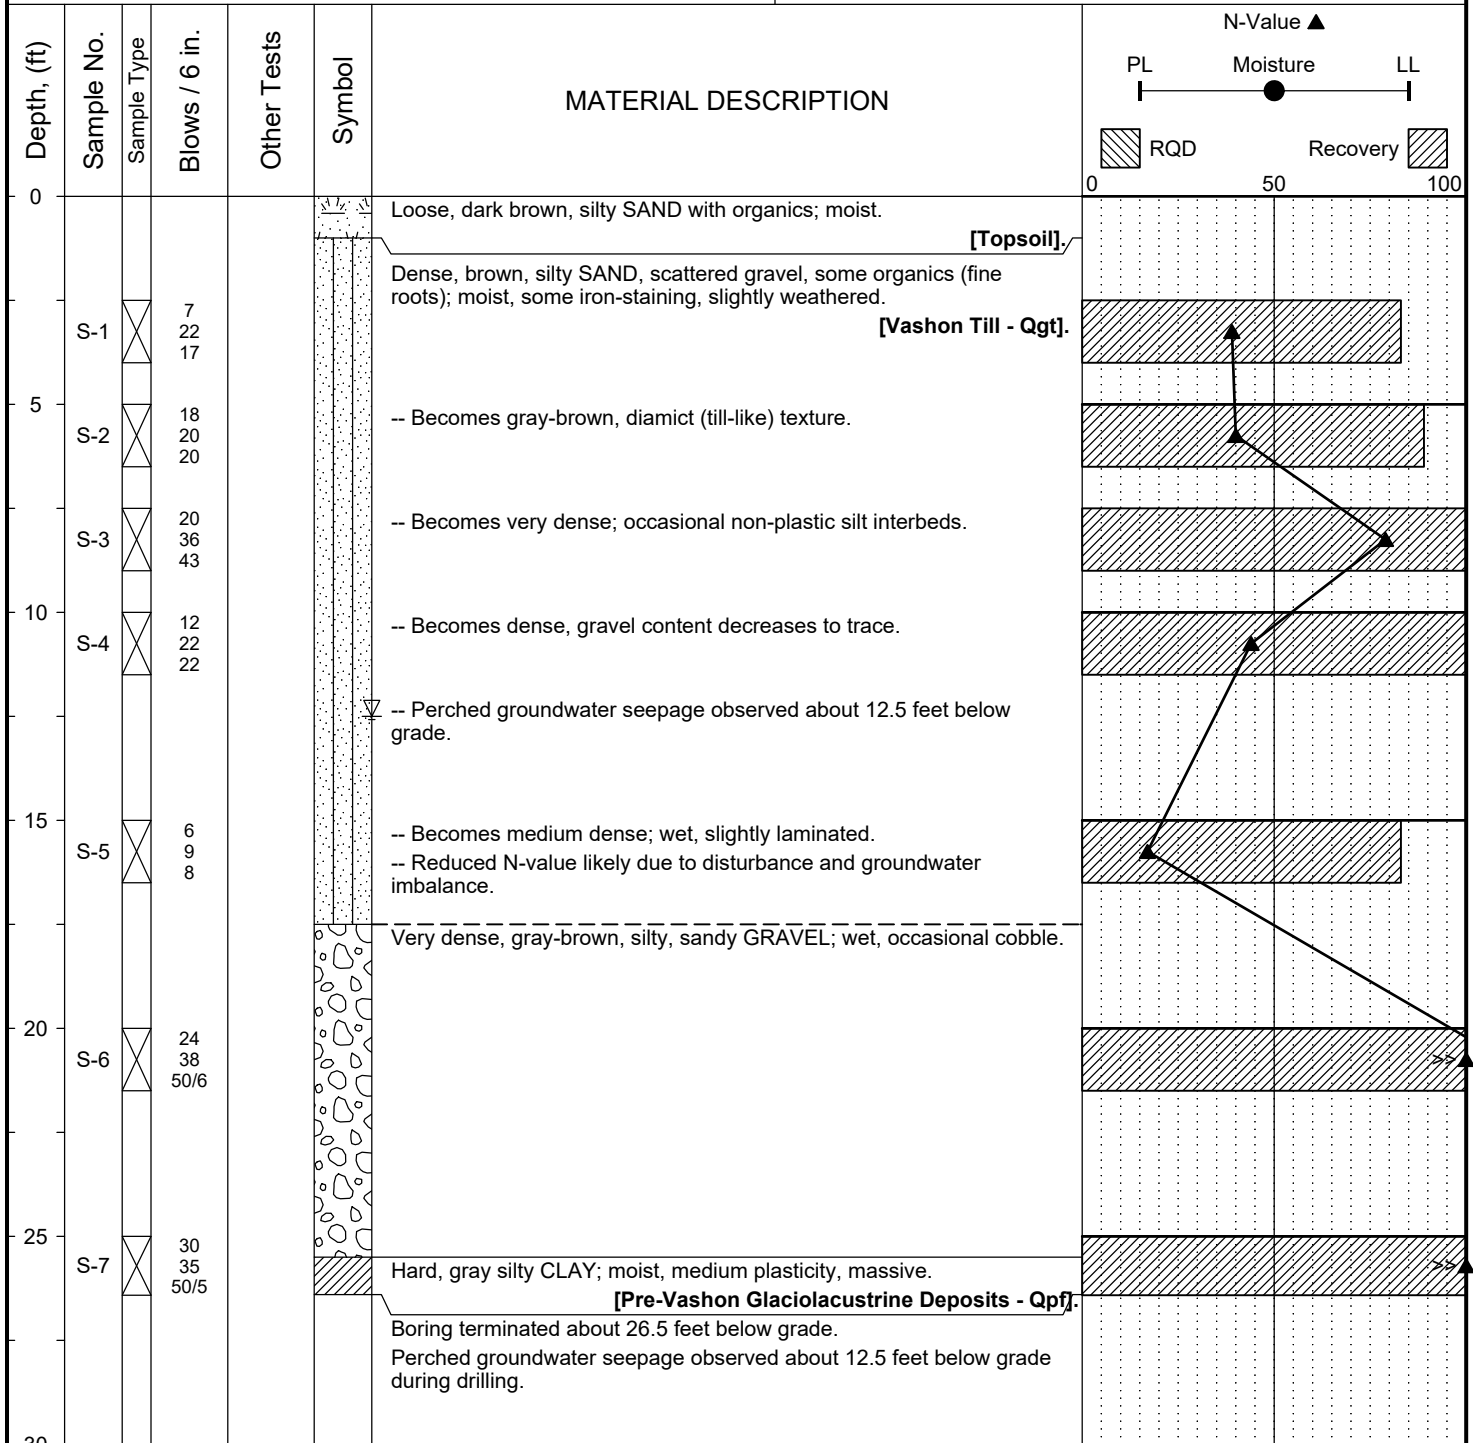 N-Value
PL Moisture LL
RQD Recovery
0 50 100
Depth, (ft)
Sample No.
Sample Type
Blows / 6 in.
Other Tests
Symbol
MATERIAL DESCRIPTION
0
Loose, dark brown, silty SAND with organics; moist.
[Topsoil].
Dense, brown, silty SAND, scattered gravel, some organics (fine
roots); moist, some iron-staining, slightly weathered.
[Vashon Till - Qgt].
S-1
7
22
17
5
S-2
18
20
20
-- Becomes gray-brown, diamict (till-like) texture.
S-3
20
36
43
-- Becomes very dense; occasional non-plastic silt interbeds.
10
S-4
12
22
22
-- Becomes dense, gravel content decreases to trace.
-- Perched groundwater seepage observed about 12.5 feet below
grade.
15
S-5
6
9
8
-- Becomes medium dense; wet, slightly laminated.
-- Reduced N-value likely due to disturbance and groundwater
imbalance.
Very dense, gray-brown, silty, sandy GRAVEL; wet, occasional cobble.
20
S-6
24
38
50/6
>>
25
S-7
30
35
50/5
>>
Hard, gray silty CLAY; moist, medium plasticity, massive.
[Pre-Vashon Glaciolacustrine Deposits - Qpf].
Boring terminated about 26.5 feet below grade.
Perched groundwater seepage observed about 12.5 feet below grade
during drilling.
30